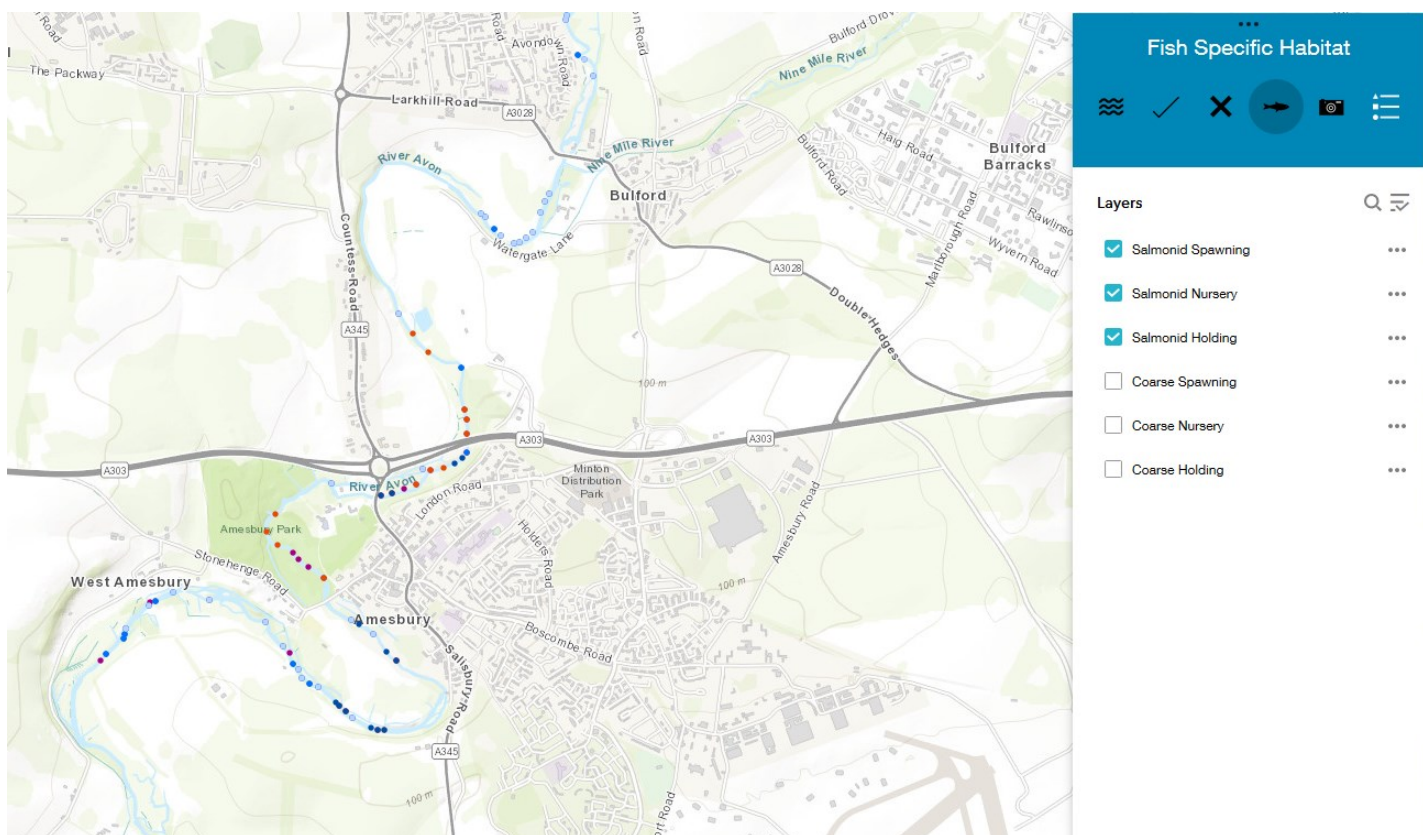 Avondown Road
Bulford Drove
The Packway
Nine Mile River
Larkhill Road
A3028
Haig Road
Bulford
Barracks
Nine Mile River
River Avon
Bulford Road
Bulford
Countess Road
Watergate Lane
Marlborough Road
Wyvern Road
A3028
Double Hedges
A345
100 m
A303
A303
A303
Minton
Distribution
Park
River Avon
London Road
Amesbury Park
Holders Road
Amesbury Road
Stonehenge Road
West Amesbury
100 m
Amesbury
Boscombe Road
Salisbury Road
A345
100 m
Fish Specific Habitat
Layers
Salmonid Spawning
Salmonid Nursery
Salmonid Holding
Coarse Spawning
Coarse Nursery
Coarse Holding